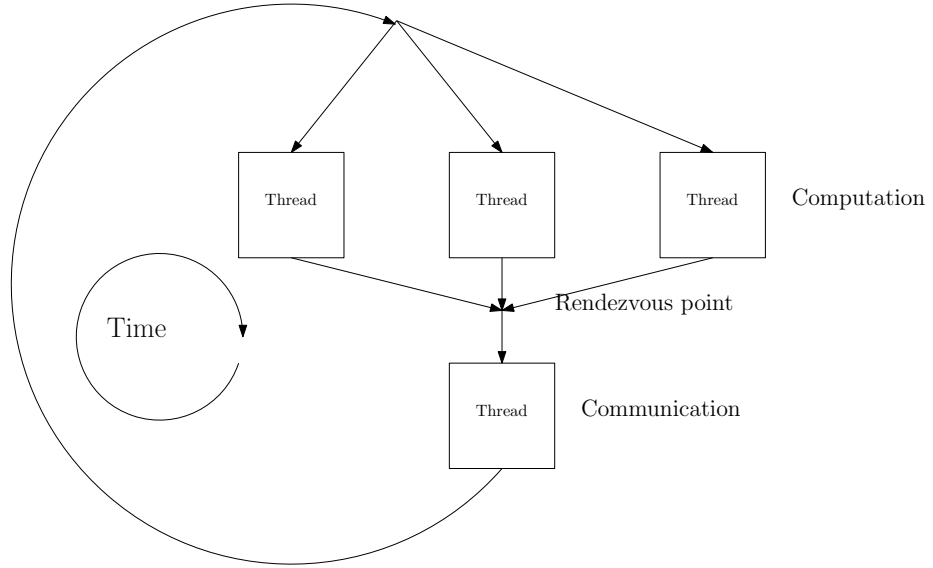 Thread Thread Thread Computation
Rendezvous point
Time
Thread Communication